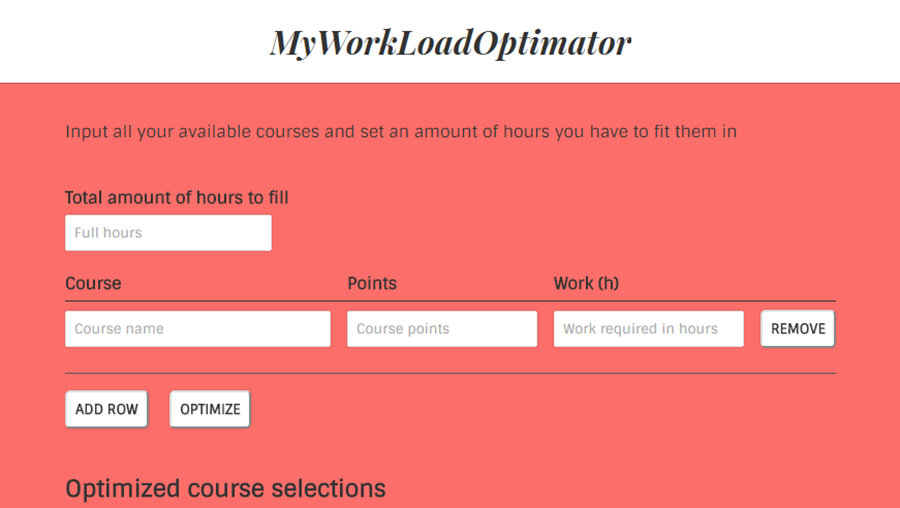 MyWorkLoadOptimator
Input all your available courses and set an amount of hours you have to fit them in
Total amount of hours to fill
Full hours
Course Points Work (h)
Course name Course points Work required in hours REMOVE
ADD ROW OPTIMIZE
Optimized course selections